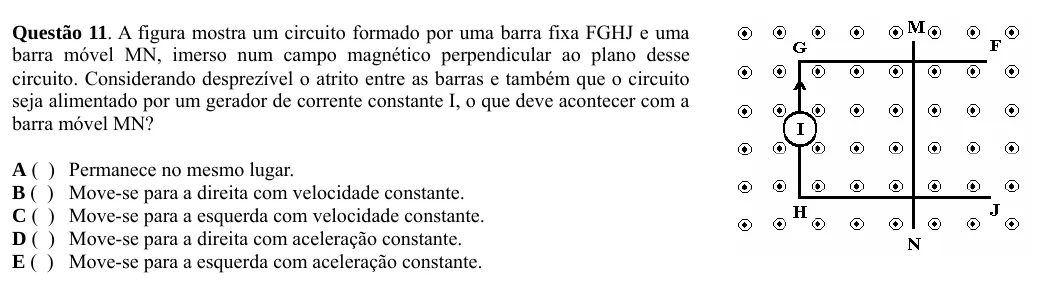 Questão 11. A figura mostra um circuito formado por uma barra fixa FGHJ e uma
barra móvel MN, imerso num campo magnético perpendicular ao plano desse
circuito. Considerando desprezível o atrito entre as barras e também que o circuito
seja alimentado por um gerador de corrente constante I, o que deve acontecer com a
barra móvel MN?
A ( ) Permanece no mesmo lugar.
B ( ) Move-se para a direita com velocidade constante.
C ( ) Move-se para a esquerda com velocidade constante.
D ( ) Move-se para a direita com aceleração constante.
E ( ) Move-se para a esquerda com aceleração constante.
M
G
F
I
H
J
N